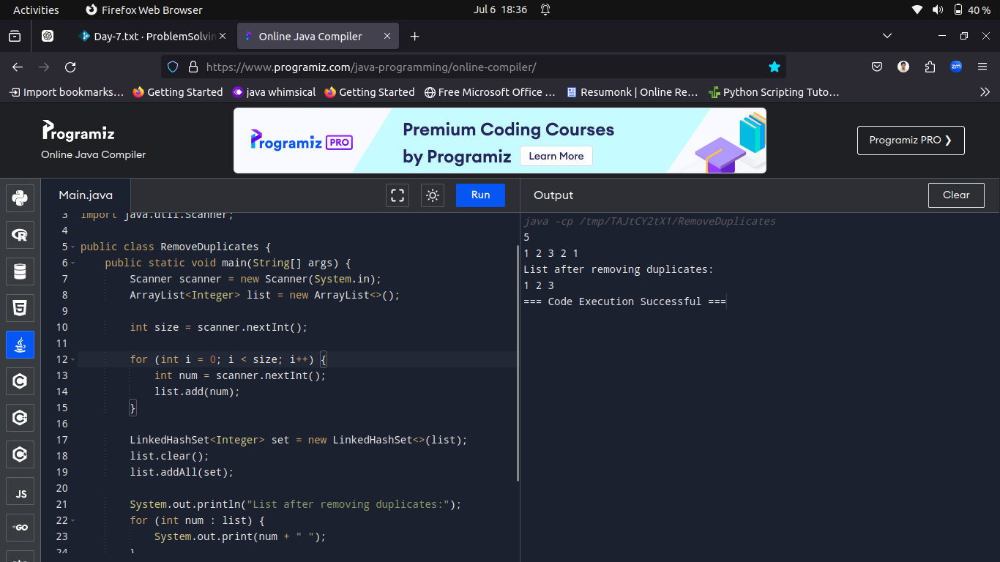 Activities
Firefox Web Browser
Jul 6 18:36
40 %
Day-7.txt · ProblemSolvin
Online Java Compiler
https://www.programiz.com/java-programming/online-compiler/
zm
Import bookmarks…
Getting Started
java whimsical
Getting Started
Free Microsoft Office …
Resumonk | Online Re…
Python Scripting Tuto…
Programiz
Online Java Compiler
Programiz PRO
Premium Coding Courses
by Programiz
Learn More
Programiz PRO ❯
Main.java
Run
Output
Clear
3 import java.util.Scanner;
4
5 public class RemoveDuplicates {
6 public static void main(String[] args) {
7 Scanner scanner = new Scanner(System.in);
8 ArrayList<Integer> list = new ArrayList<>();
9
10 int size = scanner.nextInt();
11
12 for (int i = 0; i < size; i++) {
13 int num = scanner.nextInt();
14 list.add(num);
15 }
16
17 LinkedHashSet<Integer> set = new LinkedHashSet<>(list);
18 list.clear();
19 list.addAll(set);
20
21 System.out.println("List after removing duplicates:");
22 for (int num : list) {
23 System.out.print(num + " ");
24 }
java -cp /tmp/TAJtCY2tX1/RemoveDuplicates
5
1 2 3 2 1
List after removing duplicates:
1 2 3
=== Code Execution Successful ===
R
5
C
C
C
JS
GO